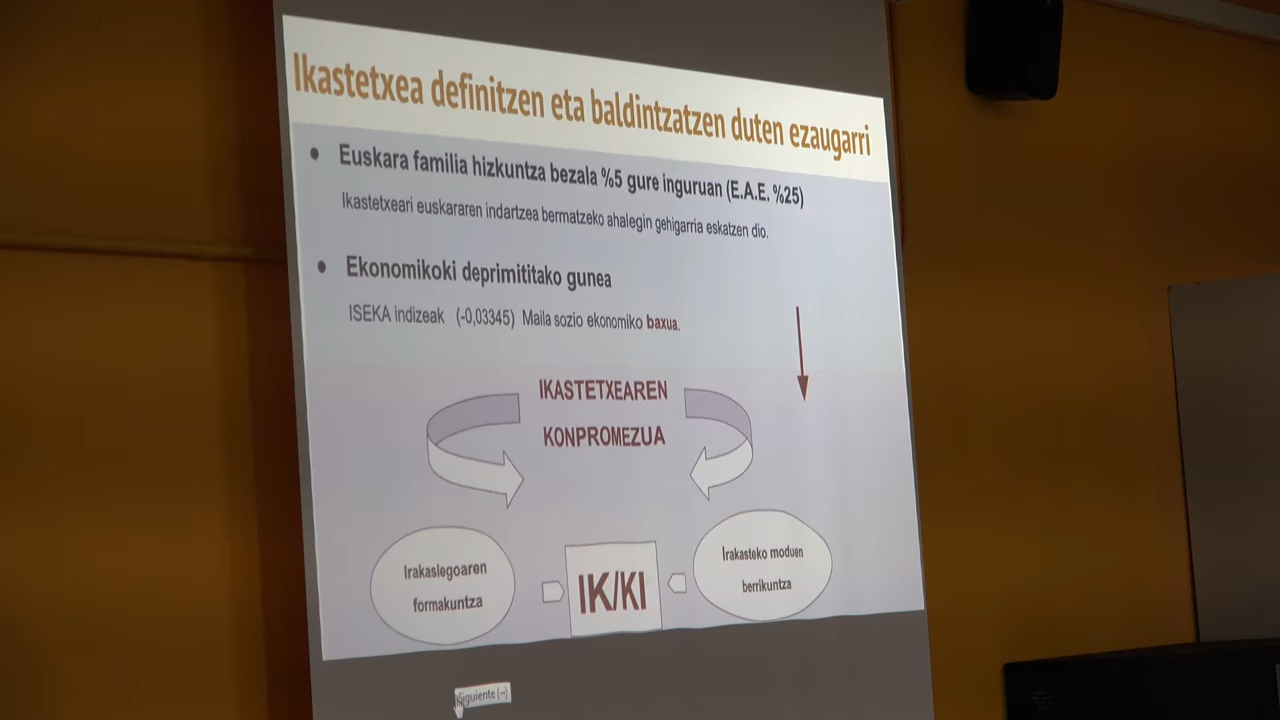 Ikastetxea definitzen eta baldintzatzen duten ezaugarri
• Euskara familia hizkuntza bezala %5 gure inguruan (E.A.E. %25)
Ikastetxeari euskararen indartzea bermatzeko ahalegin gehigarria eskatzen dio.
• Ekonomikoki deprimititako gunea
ISEKA indizeak (-0,03345) Maila sozio ekonomiko baxua.
IKASTETXEAREN
KONPROMEZUA
Irakaslegoaren
formakuntza
IK/KI
Irakasteko moduen
berrikuntza
Siguiente (→)